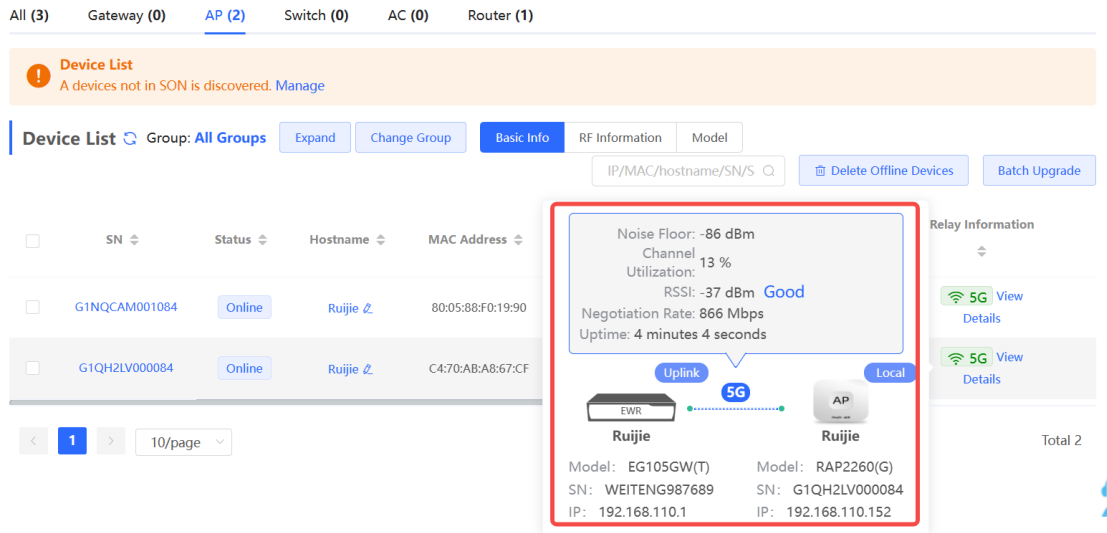 All (3) Gateway (0) AP (2) Switch (0) AC (0) Router (1)
Device List
A devices not in SON is discovered. Manage
Device List Group: All Groups Expand Change Group Basic Info RF Information Model
IP/MAC/hostname/SN/S Delete Offline Devices Batch Upgrade
SN Status Hostname MAC Address Relay Information
G1NQCAM001084 Online Ruijie 80:05:88:F0:19:90 5G View
Details
G1QH2LV000084 Online Ruijie C4:70:AB:A8:67:CF 5G View
Details
Noise Floor: -86 dBm
Channel
Utilization: 13 %
RSSI: -37 dBm Good
Negotiation Rate: 866 Mbps
Uptime: 4 minutes 4 seconds
Uplink Local
5G
EWR AP
Ruijie Ruijie
Model: EG105GW(T) Model: RAP2260(G)
SN: WEITENG987689 SN: G1QH2LV000084
IP: 192.168.110.1 IP: 192.168.110.152
1 10/page Total 2